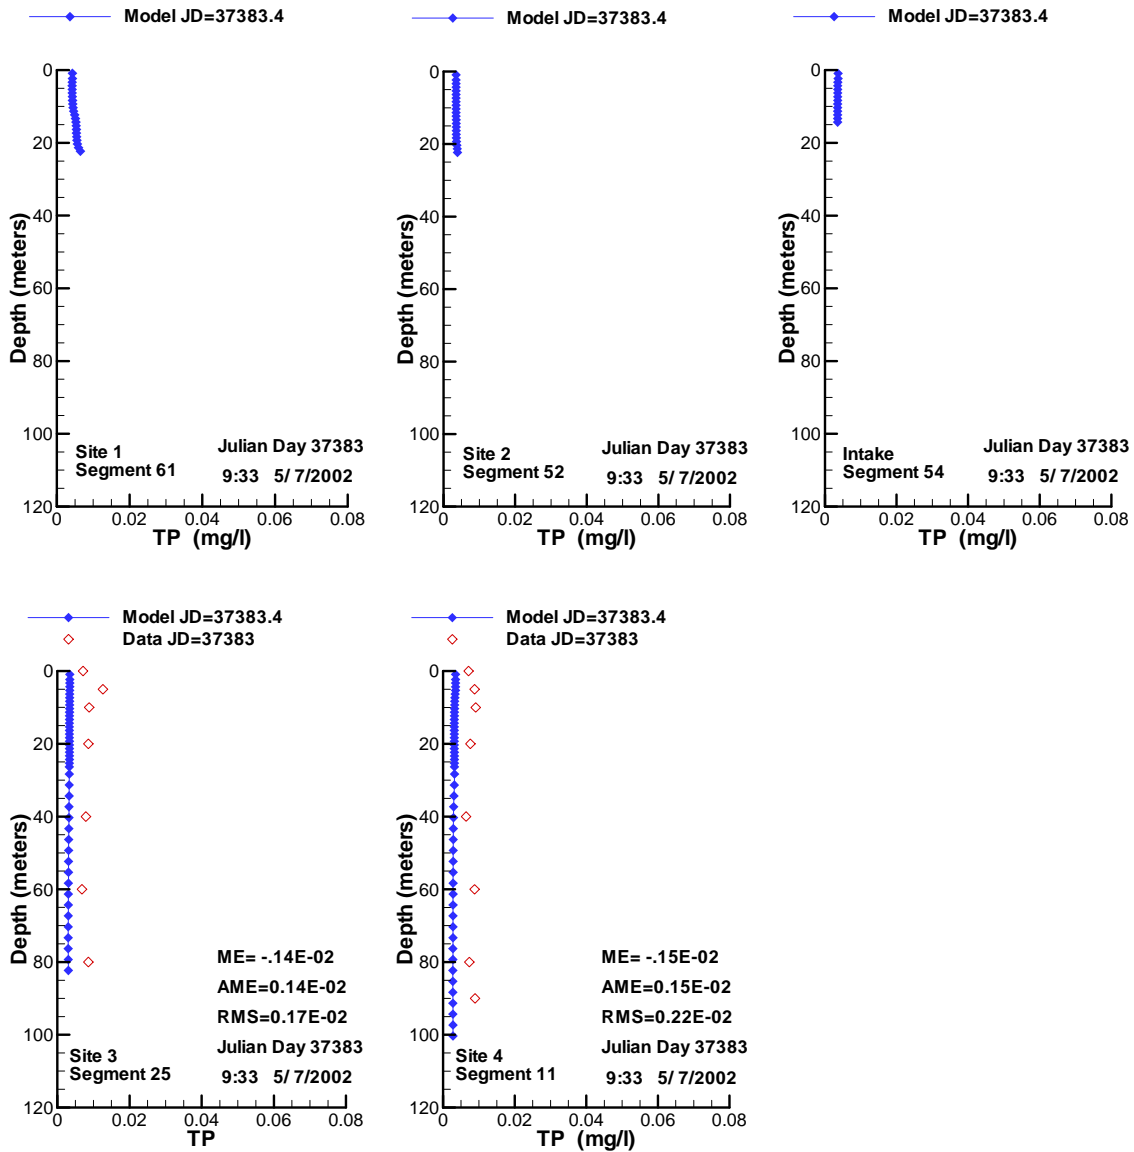 Model JD=37383.4
0
20
40
60
80
100
120
Depth (meters)
Site 1
Segment 61
Julian Day 37383
9:33 5/ 7/2002
0 0.02 0.04 0.06 0.08
TP (mg/l)
Model JD=37383.4
0
20
40
60
80
100
120
Depth (meters)
Site 2
Segment 52
Julian Day 37383
9:33 5/ 7/2002
0 0.02 0.04 0.06 0.08
TP (mg/l)
Model JD=37383.4
0
20
40
60
80
100
120
Depth (meters)
Intake
Segment 54
Julian Day 37383
9:33 5/ 7/2002
0 0.02 0.04 0.06 0.08
TP (mg/l)
Model JD=37383.4
Data JD=37383
0
20
40
60
80
100
120
Depth (meters)
ME= -.14E-02
AME=0.14E-02
RMS=0.17E-02
Site 3
Segment 25
Julian Day 37383
9:33 5/ 7/2002
0 0.02 0.04 0.06 0.08
TP
Model JD=37383.4
Data JD=37383
0
20
40
60
80
100
120
Depth (meters)
ME= -.15E-02
AME=0.15E-02
RMS=0.22E-02
Site 4
Segment 11
Julian Day 37383
9:33 5/ 7/2002
0 0.02 0.04 0.06 0.08
TP (mg/l)